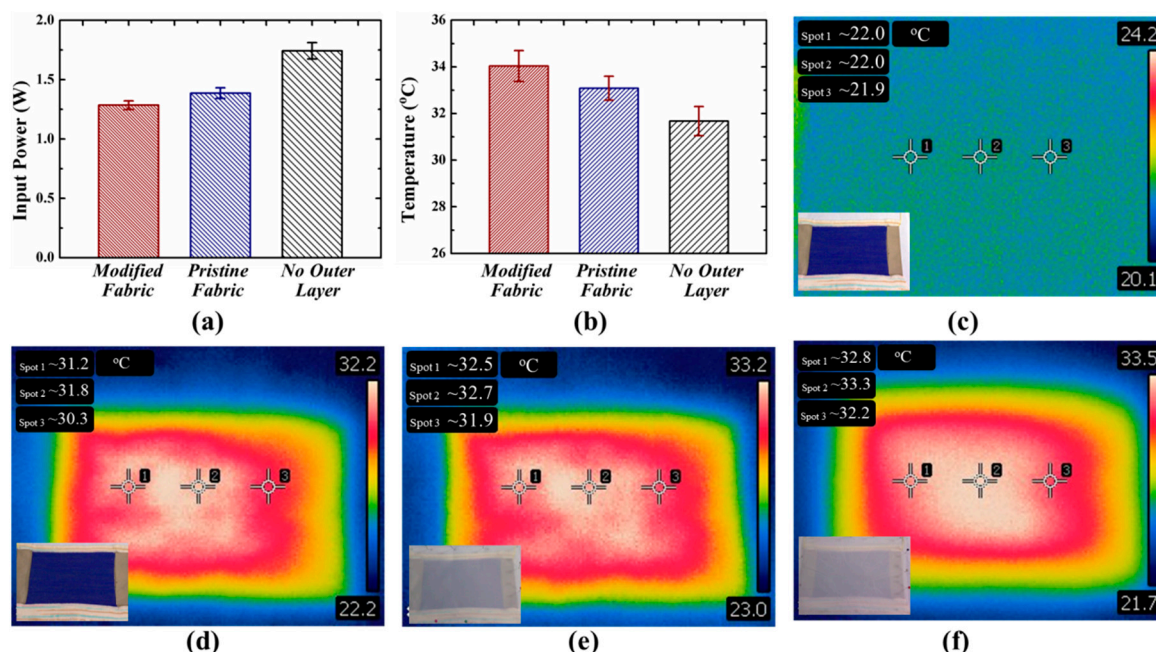 2.0
1.5
1.0
0.5
0.0
Input Power (W)
Modified
Fabric
Pristine
Fabric
No Outer
Layer
(a)
36
34
32
30
28
26
Temperature (°C)
Modified
Fabric
Pristine
Fabric
No Outer
Layer
(b)
Spot 1 ~22.0
°C
24.2
Spot 2 ~22.0
Spot 3 ~21.9
1
2
3
20.1
(c)
Spot 1 ~31.2
°C
32.2
Spot 2 ~31.8
Spot 3 ~30.3
1
2
3
22.2
(d)
Spot 1 ~32.5
°C
33.2
Spot 2 ~32.7
Spot 3 ~31.9
1
2
3
23.0
(e)
Spot 1 ~32.8
°C
33.5
Spot 2 ~33.3
Spot 3 ~32.2
1
2
3
21.7
(f)